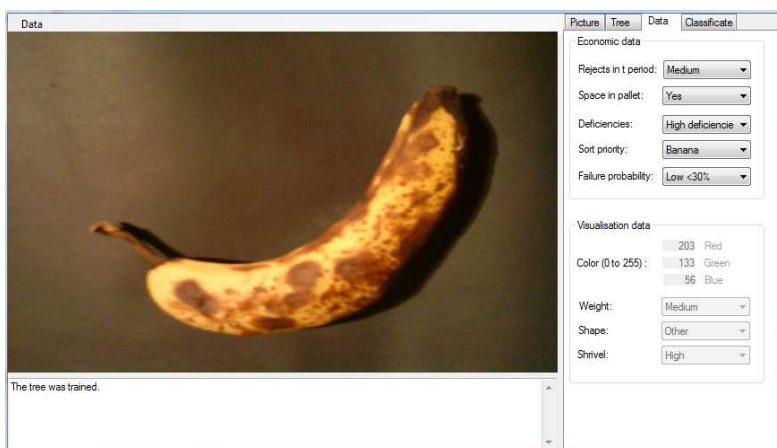 Data
Picture Tree Data Classificate
Economic data
Rejects in t period: Medium
Space in pallet: Yes
Deficiencies: High deficiencie
Sort priority: Banana
Failure probability: Low <30%
Visualisation data
203 Red
Color (0 to 255) : 133 Green
56 Blue
Weight: Medium
Shape: Other
Shrivel: High
The tree was trained.